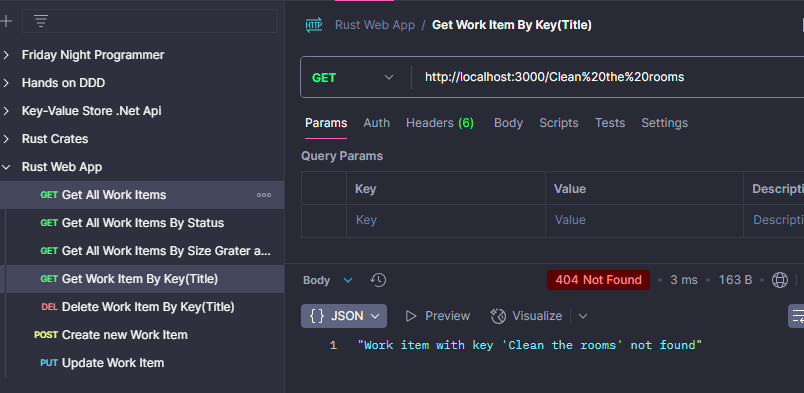 Friday Night Programmer
Hands on DDD
Key-Value Store .Net Api
Rust Crates
Rust Web App
GET Get All Work Items
GET Get All Work Items By Status
GET Get All Work Items By Size Grater a...
GET Get Work Item By Key(Title)
DEL Delete Work Item By Key(Title)
POST Create new Work Item
PUT Update Work Item
HTTP Rust Web App / Get Work Item By Key(Title)
GET http://localhost:3000/Clean%20the%20rooms
Params Auth Headers (6) Body Scripts Tests Settings
Query Params
Key Value Descripti
Key Value Descripti
Body 404 Not Found • 3 ms • 163 B
{ } JSON Preview Visualize
1 "Work item with key 'Clean the rooms' not found"